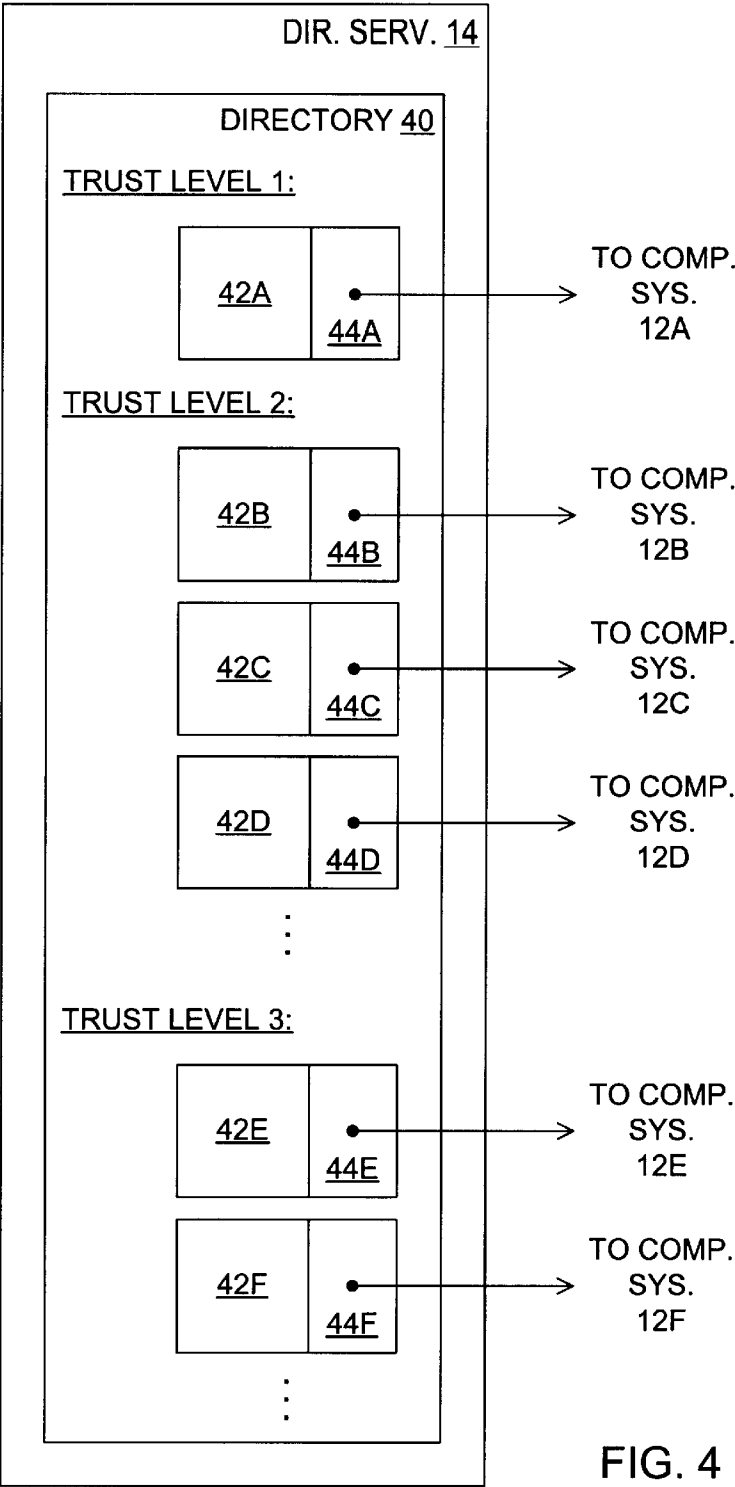 DIR. SERV. 14
DIRECTORY 40
TRUST LEVEL 1:
42A
44A
TO COMP.
SYS.
12A
TRUST LEVEL 2:
42B
44B
TO COMP.
SYS.
12B
42C
44C
TO COMP.
SYS.
12C
42D
44D
TO COMP.
SYS.
12D
TRUST LEVEL 3:
42E
44E
TO COMP.
SYS.
12E
42F
44F
TO COMP.
SYS.
12F
FIG. 4